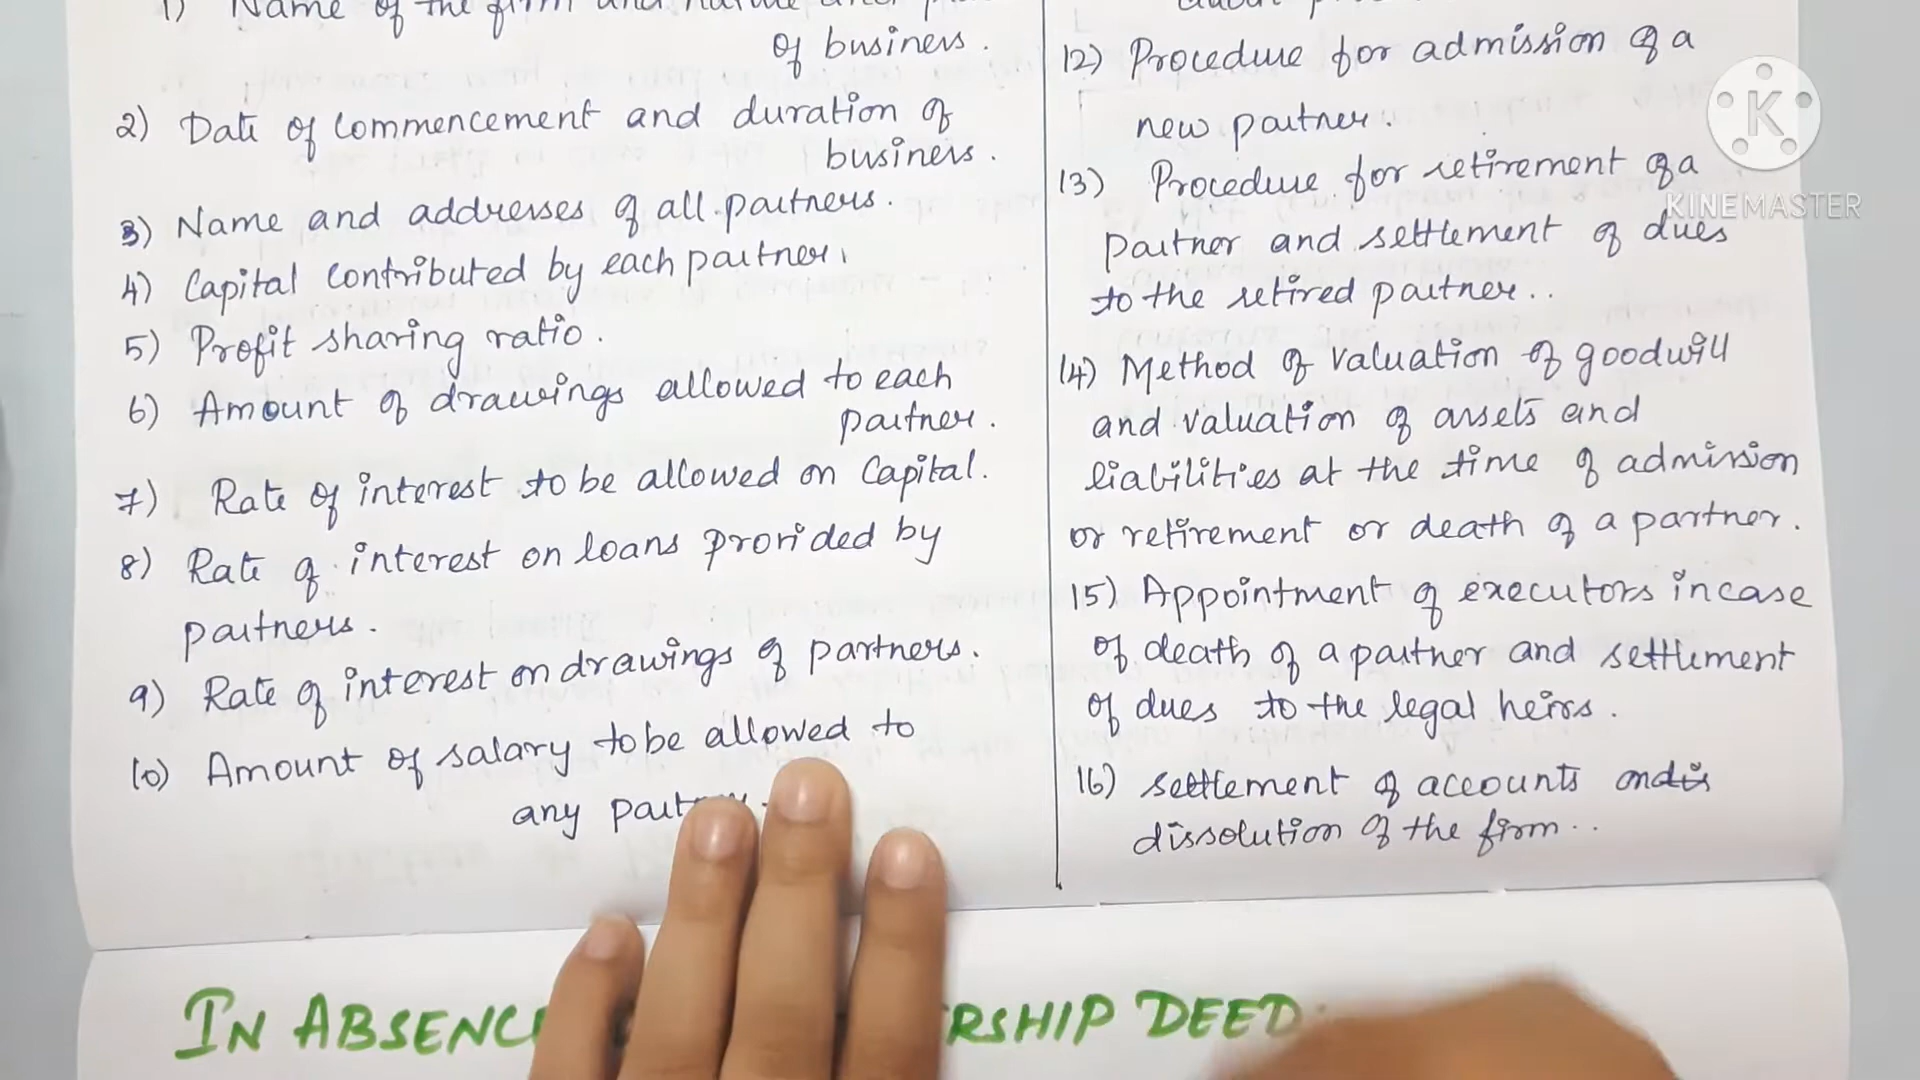 1) Name of the firm and nature and
of business.
2) Date of Commencement and duration of
business.
3) Name and addresses of all partners.
4) Capital contributed by each partner.
5) Profit sharing ratio.
6) Amount of drawings allowed to each
partner.
7) Rate of interest to be allowed on Capital.
8) Rate of interest on loans provided by
partners.
9) Rate of interest on drawings of partners.
10) Amount of salary to be allowed to
any
12) Procedure for admission of a
new partner.
13) Procedure for retirement of a
partner and settlement of dues
to the retired partner..
14) Method of valuation of goodwill
and valuation of assets and
liabilities at the time of admission
or retirement or death of a partner.
15) Appointment of executors incase
of death of a partner and settlement
of dues to the legal heirs.
16) settlement of accounts
dissolution of the firm..
IN DEED
K
KINEMASTER